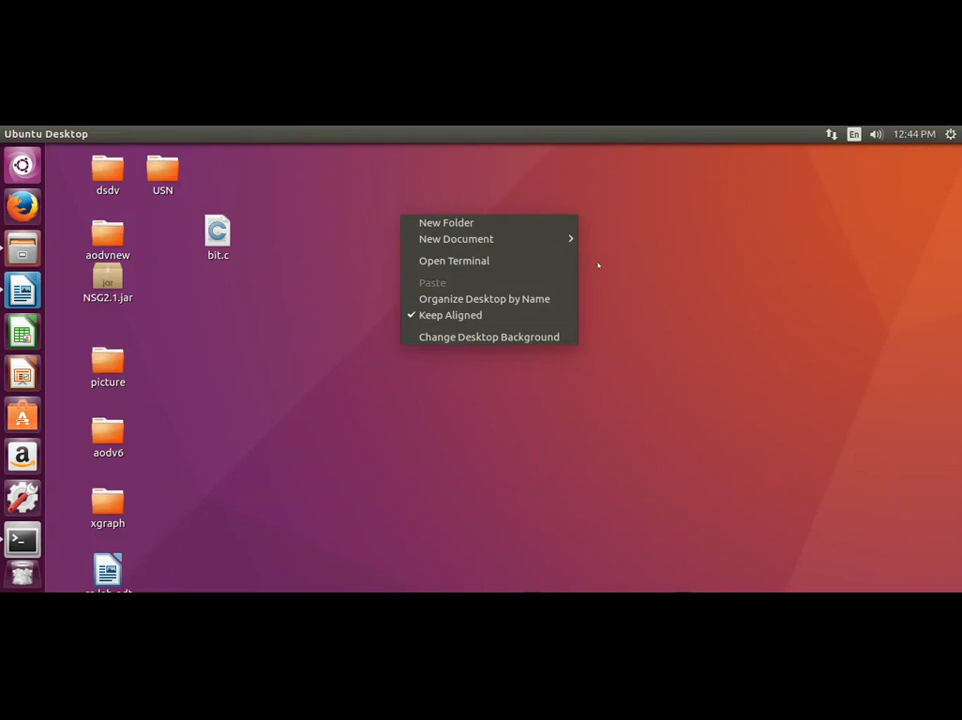 Ubuntu Desktop
En
12:44 PM
dsdv
USN
aodvnew
bit.c
NSG2.1.jar
jar
picture
aodv6
xgraph
New Folder
New Document
Open Terminal
Paste
Organize Desktop by Name
Keep Aligned
Change Desktop Background